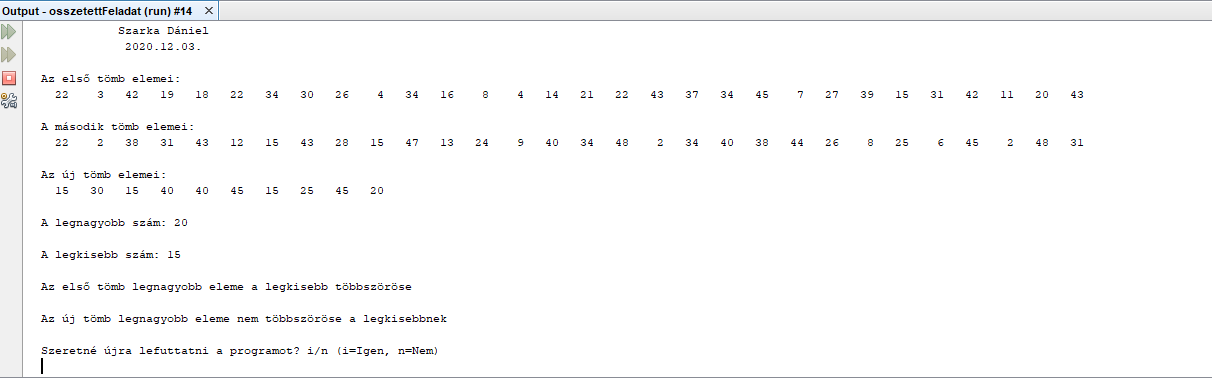 Output - osszetettFeladat (run) #14
Szarka Dániel
2020.12.03.
Az első tömb elemei:
22 3 42 19 18 22 34 30 26 4 34 16 8 4 14 21 22 43 37 34 45 7 27 39 15 31 42 11 20 43
A második tömb elemei:
22 2 38 31 43 12 15 43 28 15 47 13 24 9 40 34 48 2 34 40 38 44 26 8 25 6 45 2 48 31
Az új tömb elemei:
15 30 15 40 40 45 15 25 45 20
A legnagyobb szám: 20
A legkisebb szám: 15
Az első tömb legnagyobb eleme a legkisebb többszöröse
Az új tömb legnagyobb eleme nem többszöröse a legkisebbnek
Szeretné újra lefuttatni a programot? i/n (i=Igen, n=Nem)